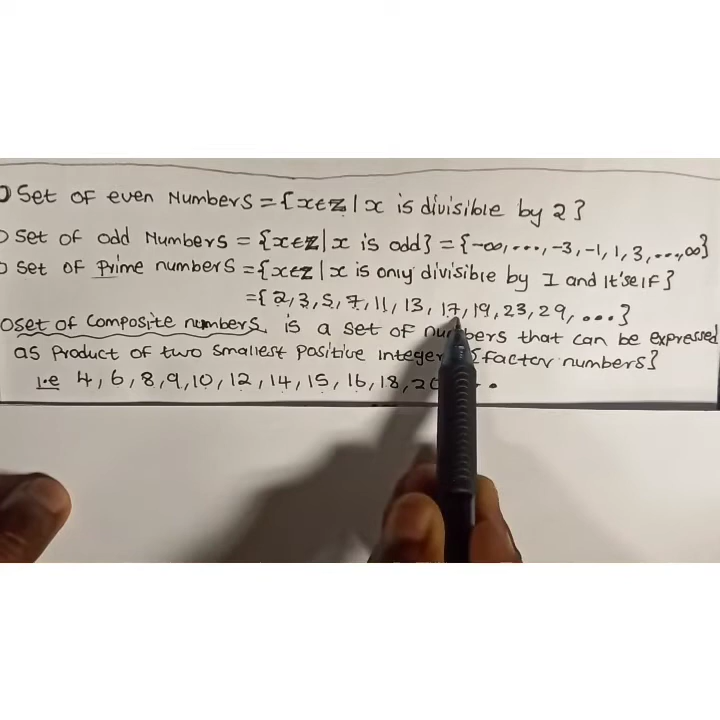 Set of even Numbers = {x∈Z | x is divisible by 2}
Set of odd Numbers = {x∈Z | x is odd} = {-∞, ..., -3, -1, 1, 3, ..., ∞}
Set of Prime numbers = {x∈Z | x is only divisible by 1 and It'self}
= {2, 3, 5, 7, 11, 13, 17, 19, 23, 29, ...}
set of composite numbers, is a set of numbers that can be expressed
as Product of two smallest Positive Integer {factor numbers}
i.e 4, 6, 8, 9, 10, 12, 14, 15, 16, 18, 20